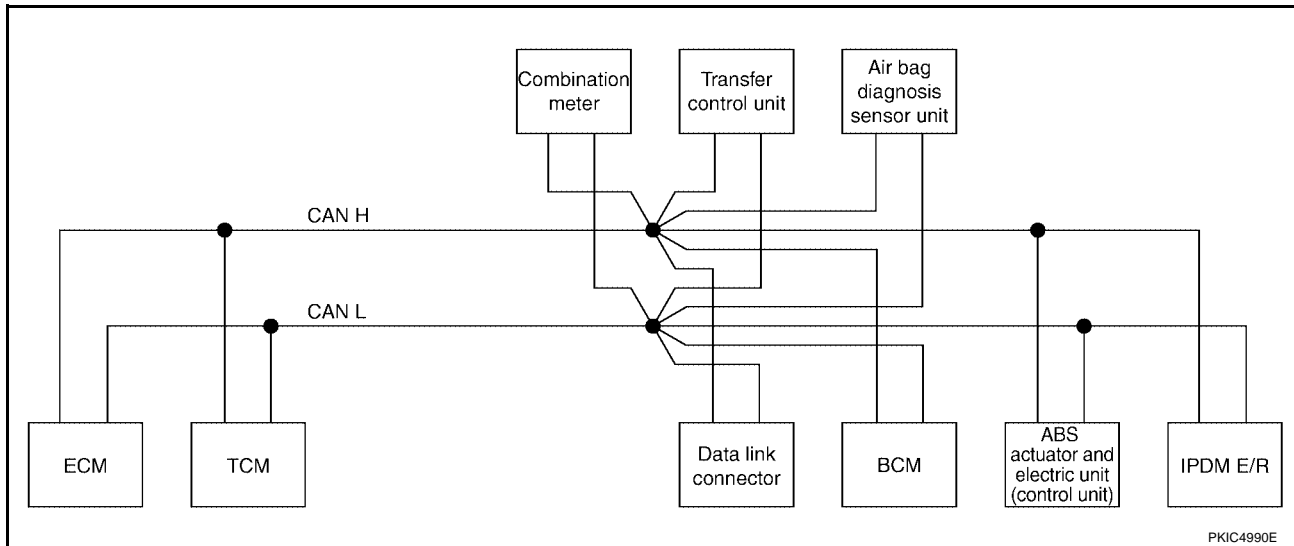 Combination
meter
Transfer
control unit
Air bag
diagnosis
sensor unit
CAN H
CAN L
ECM
TCM
Data link
connector
BCM
ABS
actuator and
electric unit
(control unit)
IPDM E/R
PKIC4990E